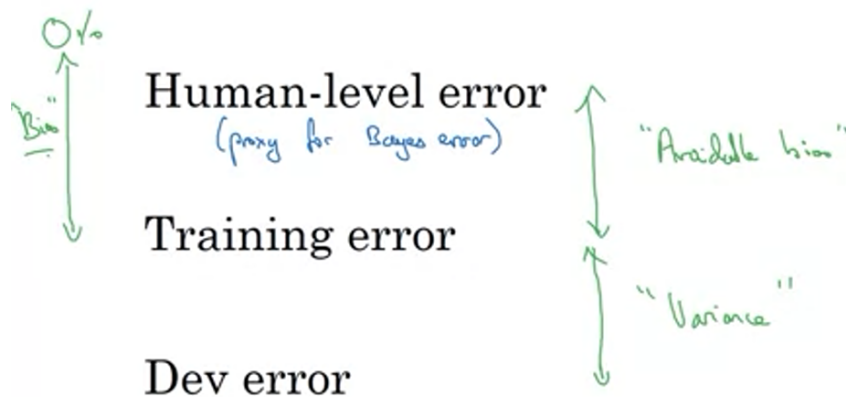 0%
Human-level error
"Bias"
(proxy for Bayes error)
"Avoidable bias"
Training error
"Variance"
Dev error